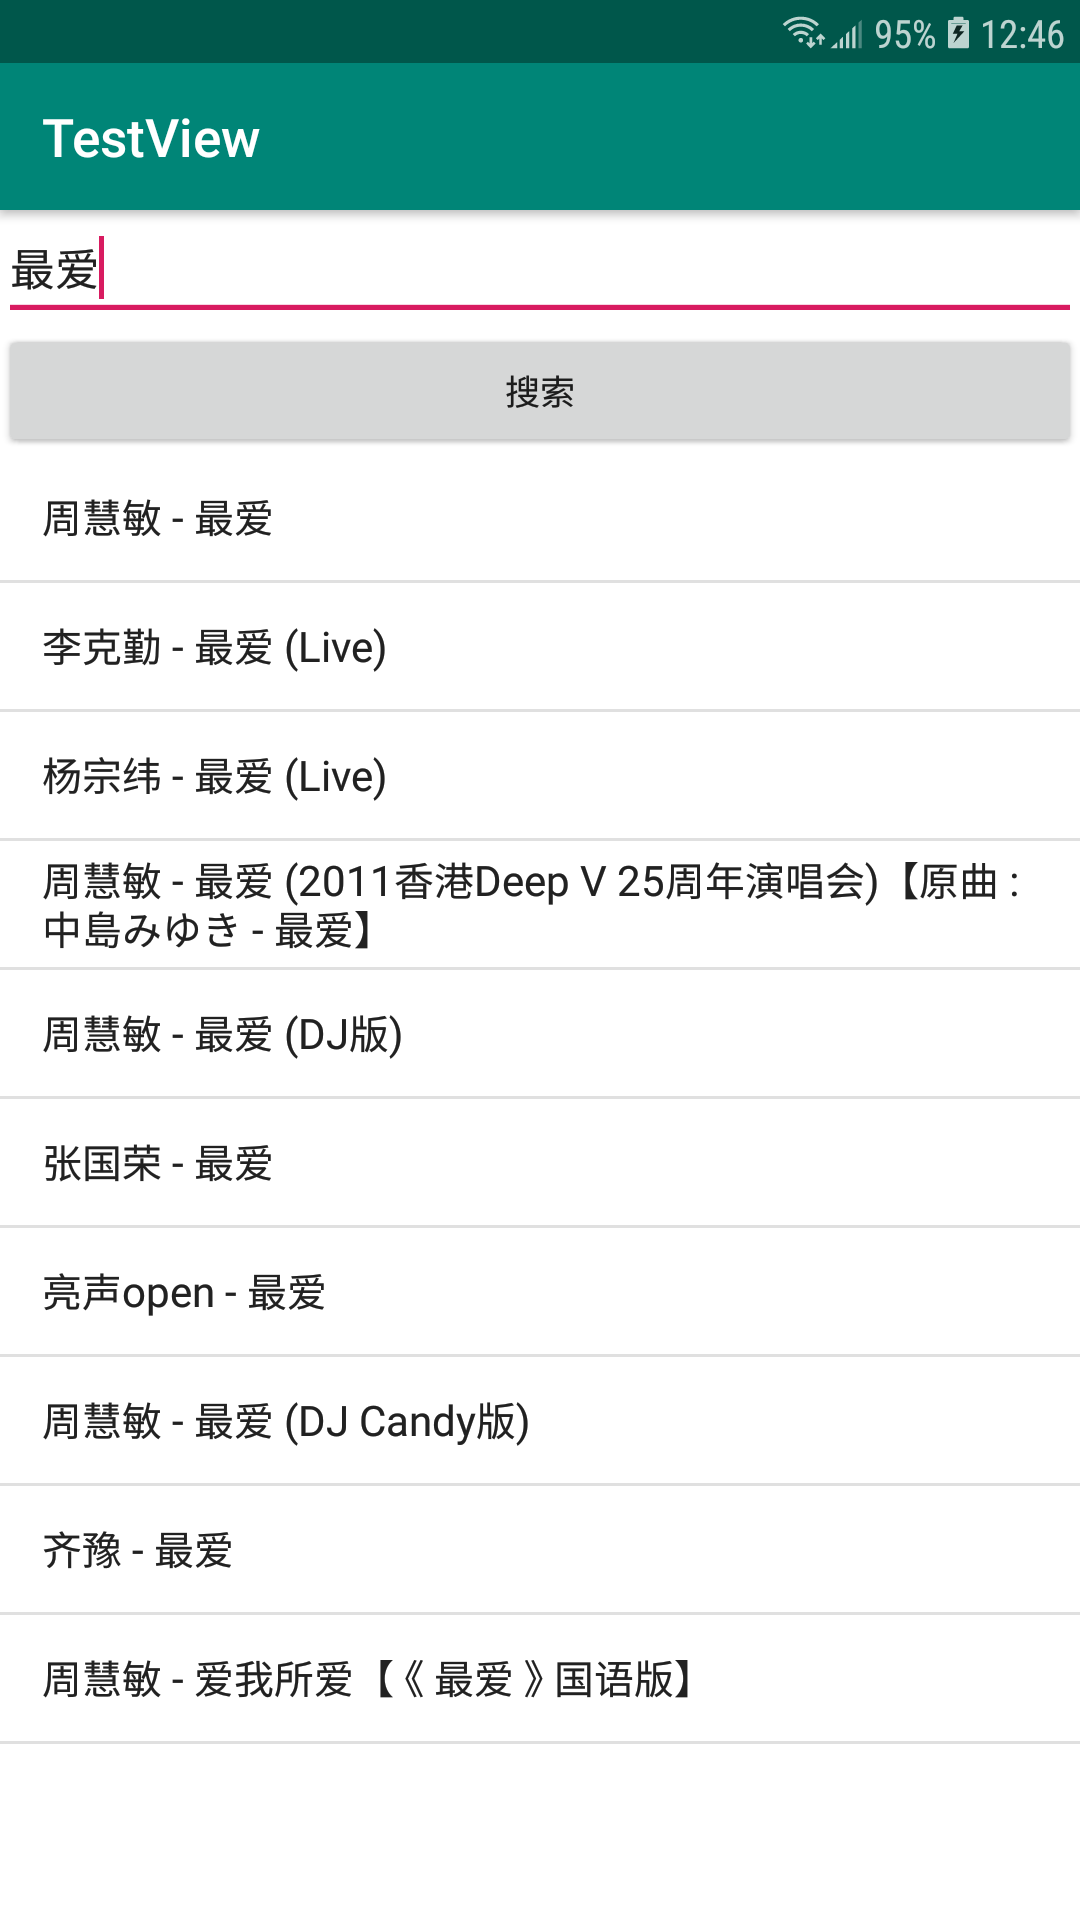 95% 12:46
TestView
最爱
搜索
周慧敏 - 最爱
李克勤 - 最爱 (Live)
杨宗纬 - 最爱 (Live)
周慧敏 - 最爱 (2011香港Deep V 25周年演唱会)【原曲 :
中島みゆき - 最爱】
周慧敏 - 最爱 (DJ版)
张国荣 - 最爱
亮声open - 最爱
周慧敏 - 最爱 (DJ Candy版)
齐豫 - 最爱
周慧敏 - 爱我所爱【《 最爱 》国语版】